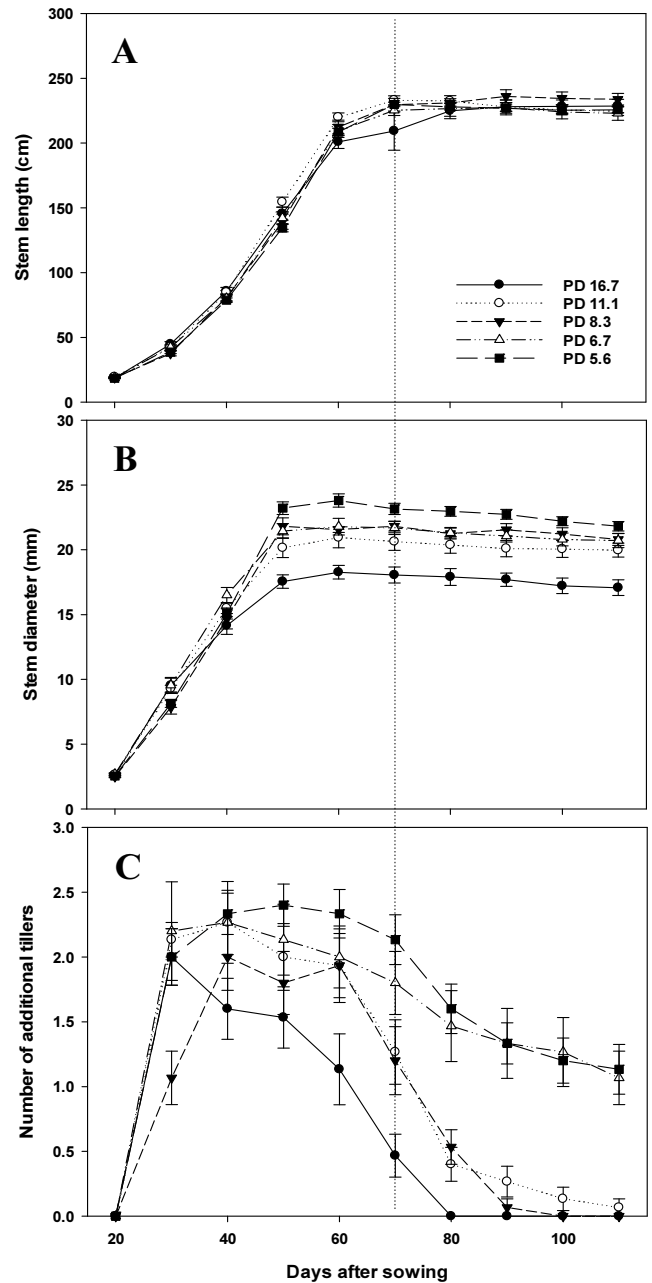 A
300
250
200
150
100
50
0
Stem length (cm)
PD 16.7
PD 11.1
PD 8.3
PD 6.7
PD 5.6
B
30
25
20
15
10
5
0
Stem diameter (mm)
C
3.0
2.5
2.0
1.5
1.0
0.5
0.0
Number of additional tillers
20 40 60 80 100
Days after sowing